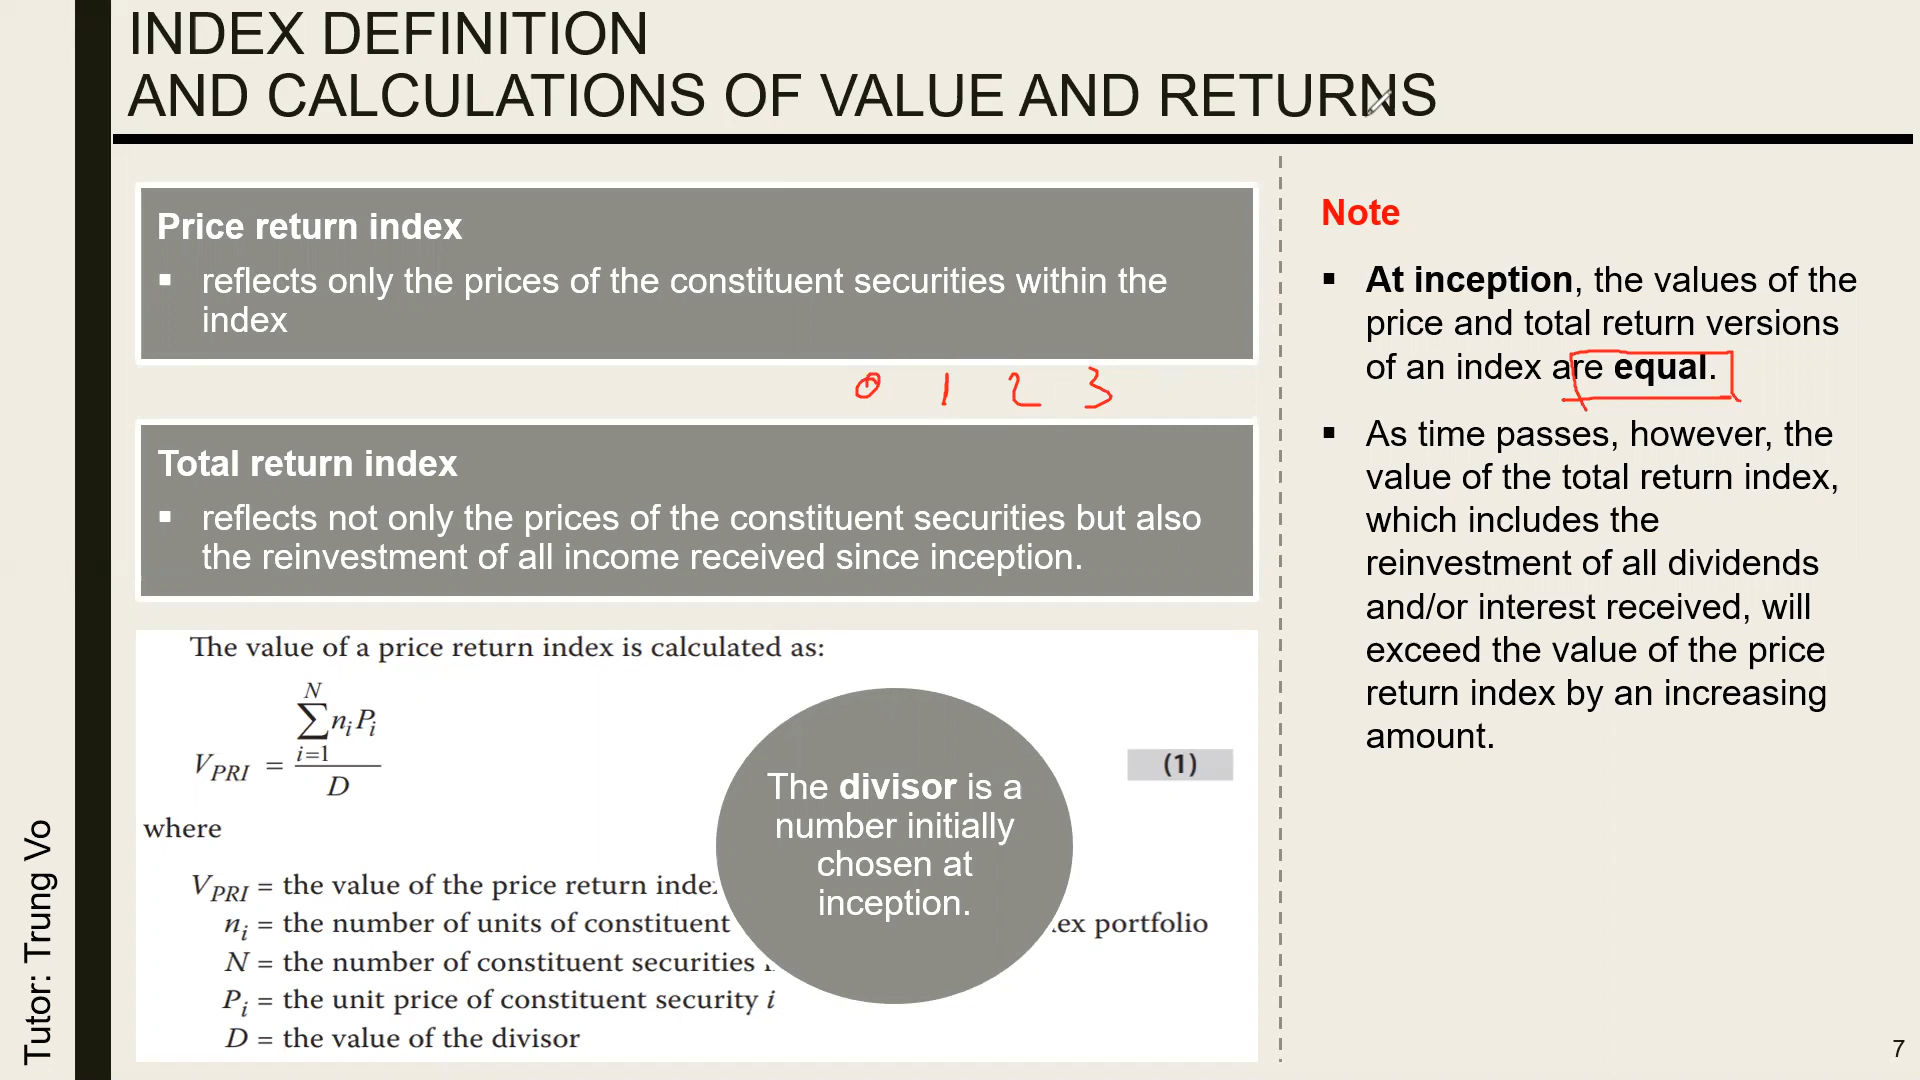 INDEX DEFINITION
AND CALCULATIONS OF VALUE AND RETURNS
Price return index
▪ reflects only the prices of the constituent securities within the
index
0 1 2 3
Total return index
▪ reflects not only the prices of the constituent securities but also
the reinvestment of all income received since inception.
The value of a price return index is calculated as:
V_PRI = \frac{\sum_{i=1}^{N} n_i P_i}{D}
(1)
where
V_PRI = the value of the price return
n_i = the number of units of constituent portfolio
N = the number of constituent securities
P_i = the unit price of constituent security i
D = the value of the divisor
The divisor is a
number initially
chosen at
inception.
Note
▪ At inception, the values of the
price and total return versions
of an index are equal.
▪ As time passes, however, the
value of the total return index,
which includes the
reinvestment of all dividends
and/or interest received, will
exceed the value of the price
return index by an increasing
amount.
Tutor: Trung Vo
7